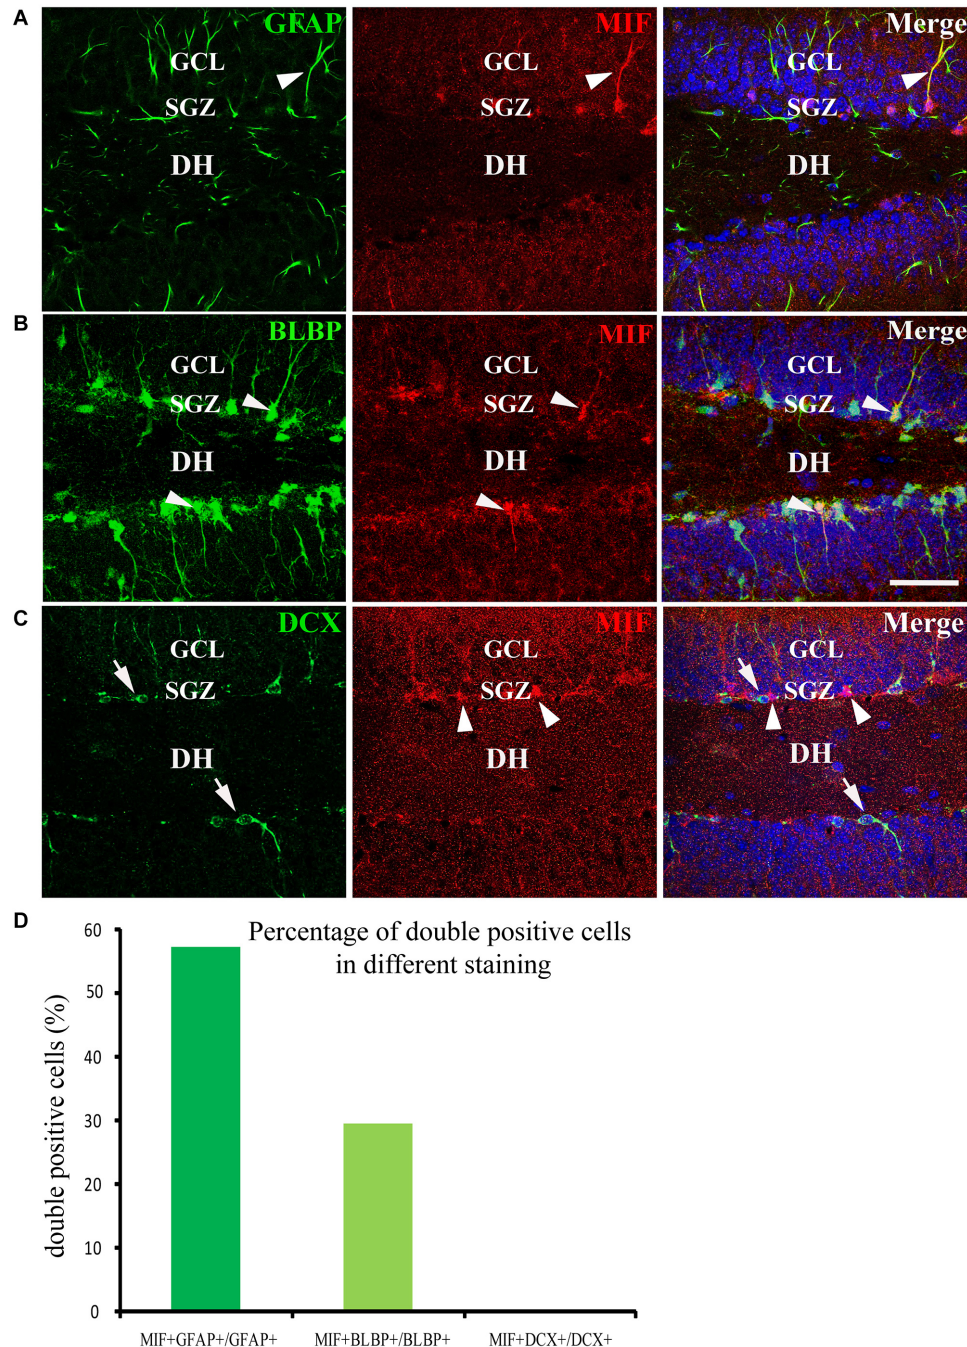 A
GFAP
GCL
SGZ
DH
MIF
GCL
SGZ
DH
Merge
GCL
SGZ
DH
B
BLBP
GCL
SGZ
DH
MIF
GCL
SGZ
DH
Merge
GCL
SGZ
DH
C
DCX
GCL
SGZ
DH
MIF
GCL
SGZ
DH
Merge
GCL
SGZ
DH
D
Percentage of double positive cells
in different staining
double positive cells (%)
60
50
40
30
20
10
0
MIF+GFAP+/GFAP+
MIF+BLBP+/BLBP+
MIF+DCX+/DCX+